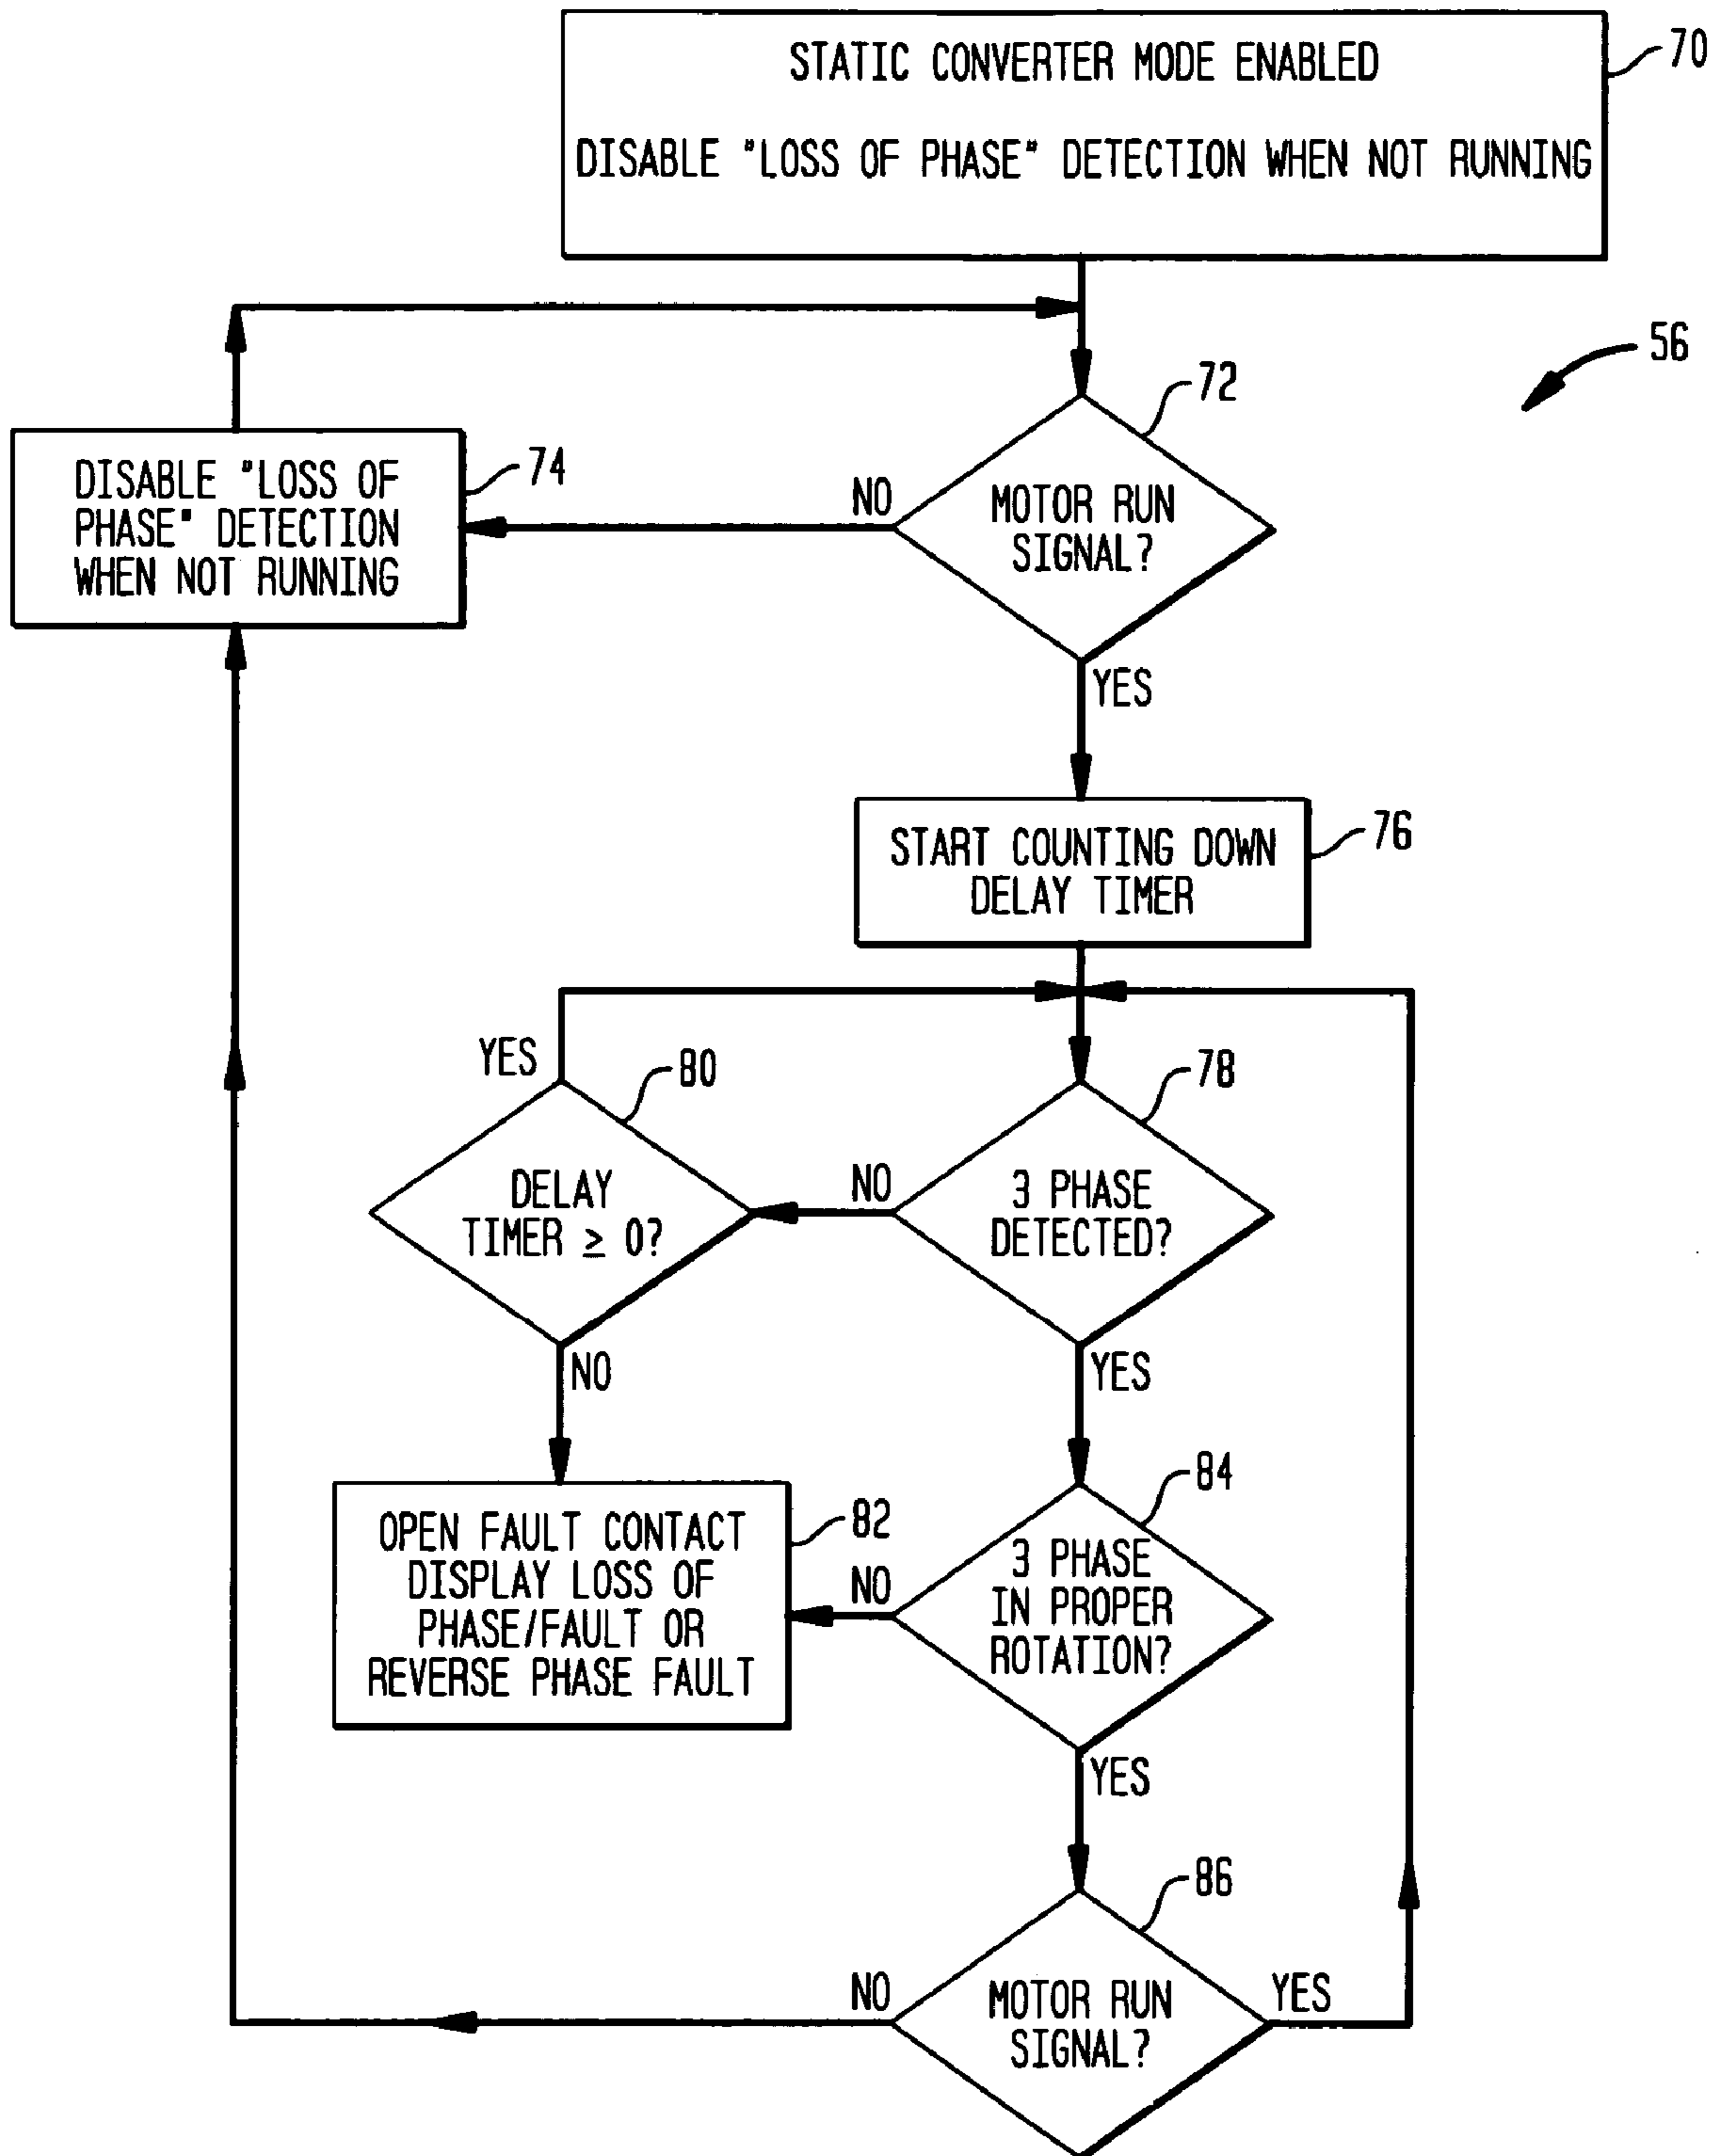 STATIC CONVERTER MODE ENABLED
DISABLE "LOSS OF PHASE" DETECTION WHEN NOT RUNNING
70
56
72
MOTOR RUN
SIGNAL?
NO
YES
74
DISABLE "LOSS OF
PHASE" DETECTION
WHEN NOT RUNNING
76
START COUNTING DOWN
DELAY TIMER
78
3 PHASE
DETECTED?
NO
YES
80
DELAY
TIMER ≥ 0?
YES
NO
82
OPEN FAULT CONTACT
DISPLAY LOSS OF
PHASE/FAULT OR
REVERSE PHASE FAULT
84
3 PHASE
IN PROPER
ROTATION?
NO
YES
86
MOTOR RUN
SIGNAL?
NO
YES